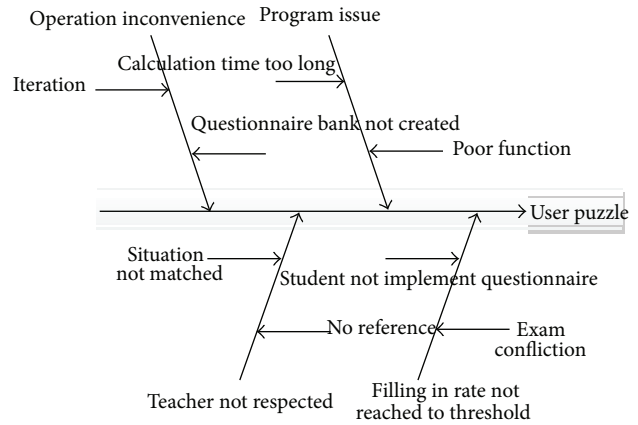 Operation inconvenience
Program issue
Calculation time too long
Iteration
Questionnaire bank not created
Poor function
User puzzle
Situation
not matched
Student not implement questionnaire
No reference
Exam
confliction
Teacher not respected
Filling in rate not
reached to threshold